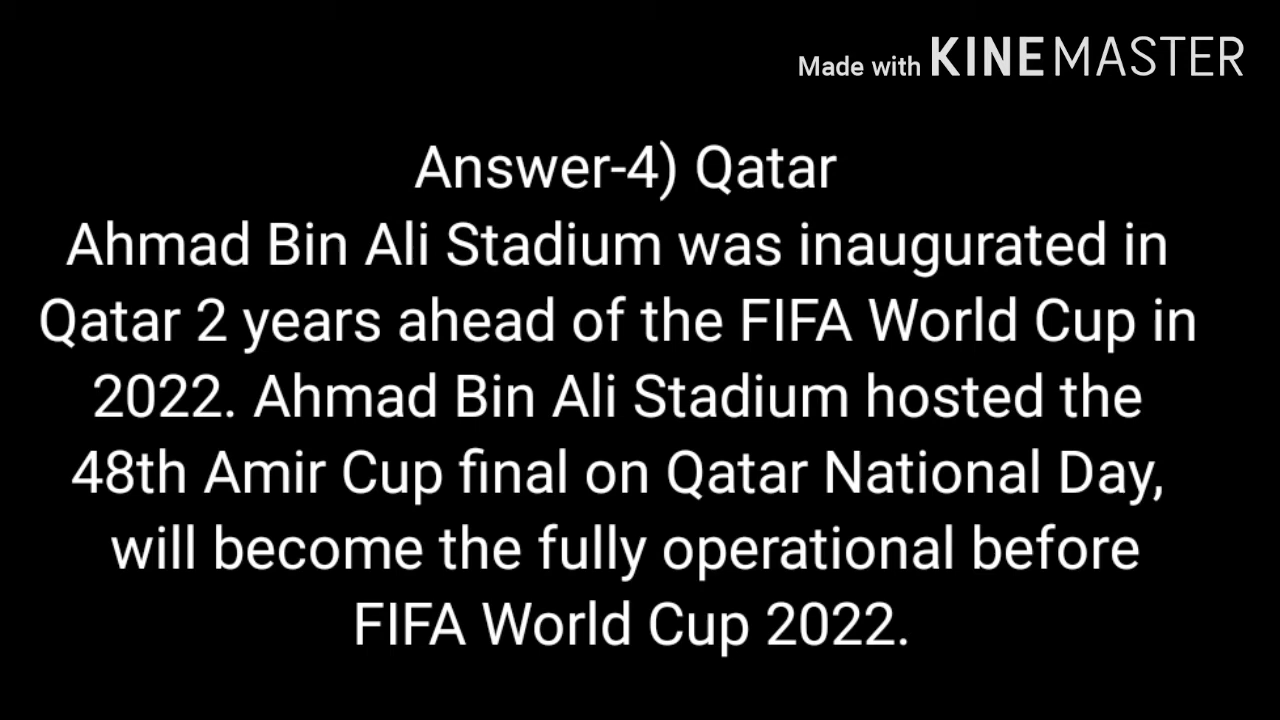 Made with KINEMASTER
Answer-4) Qatar
Ahmad Bin Ali Stadium was inaugurated in
Qatar 2 years ahead of the FIFA World Cup in
2022. Ahmad Bin Ali Stadium hosted the
48th Amir Cup final on Qatar National Day,
will become the fully operational before
FIFA World Cup 2022.